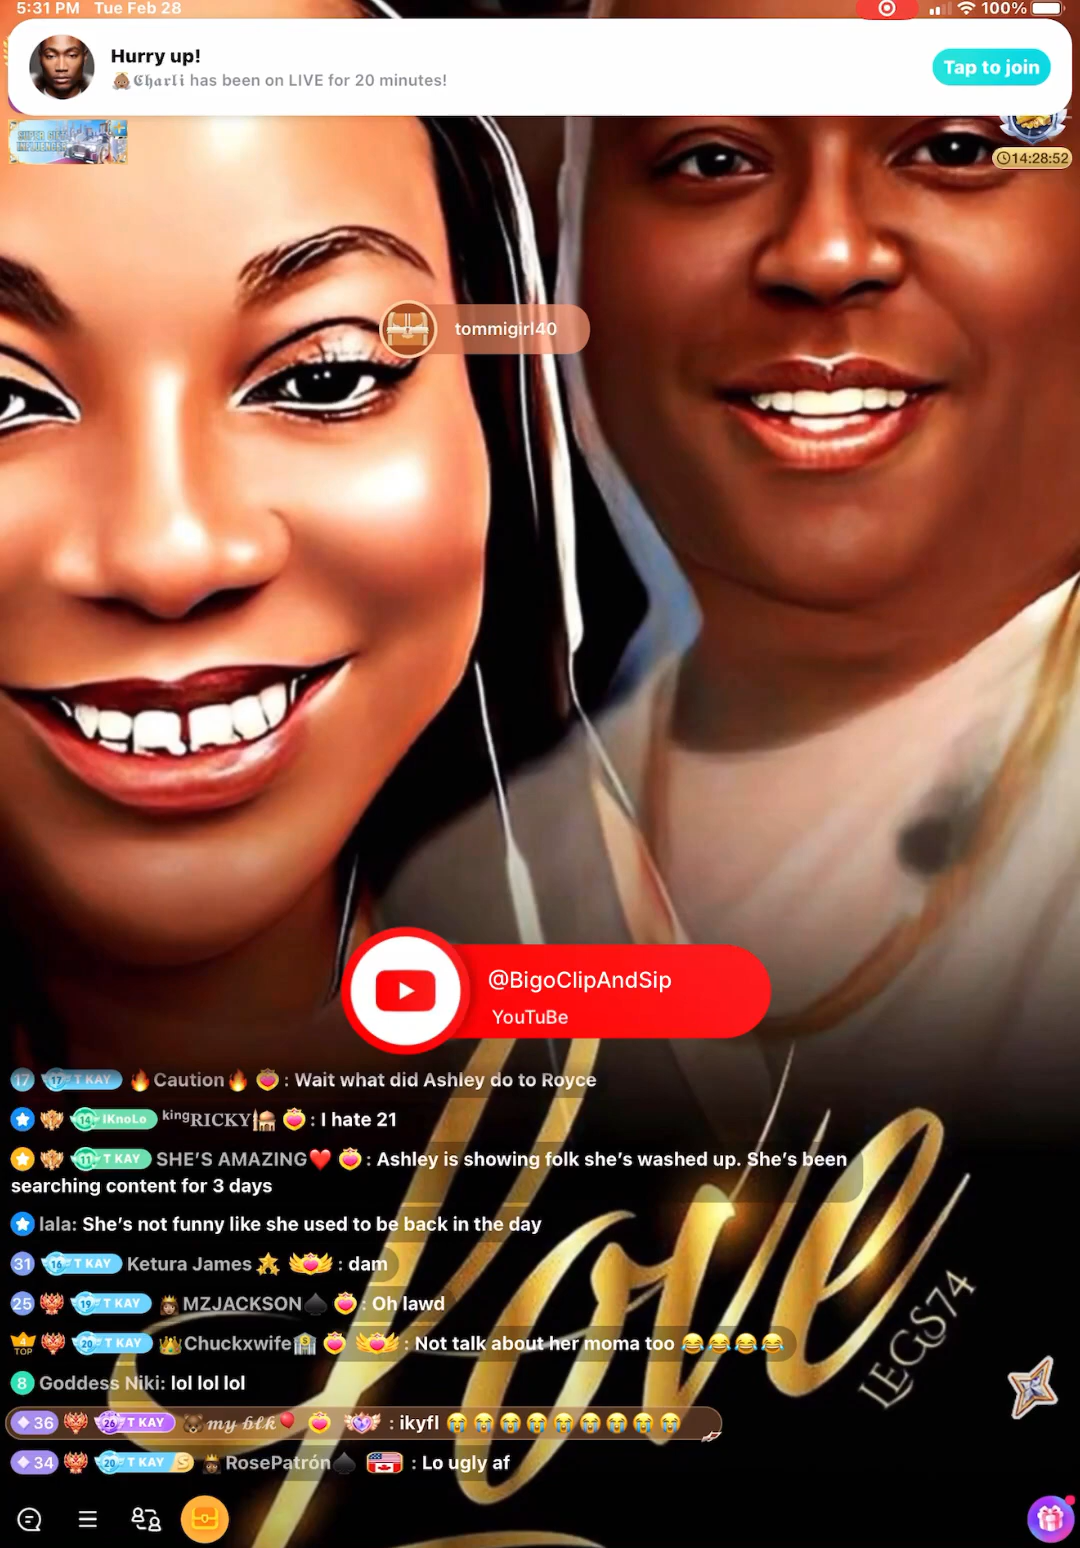 5:31 PM Tue Feb 28
100%
Hurry up!
👸🏽ℭ𝔥𝔞𝔯𝔩𝔦 has been on LIVE for 20 minutes!
Tap to join
SUPER GIFT
INFLUENCER
14:28:52
tommigirl40
@BigoClipAndSip
YouTuBe
17 17 T KAY 🔥Caution🔥 : Wait what did Ashley do to Royce
IKnoLo ᵏⁱⁿᵍRICKY🕌 : I hate 21
11 T KAY SHE'S AMAZING❤️ : Ashley is showing folk she's washed up. She's been
searching content for 3 days
lala: She's not funny like she used to be back in the day
31 16 T KAY Ketura James : dam
25 19 T KAY 👸🏽MZJACKSON♠️ : Oh lawd
TOP 20 T KAY 👑Chuckxwife🏦 : Not talk about her moma too 😂😂😂😂
8 Goddess Niki: lol lol lol
36 26 T KAY 🐻𝓶𝔂 𝓫𝓵𝓴🎈 : ikyfl 😭😭😭😭😭😭😭😭😭
34 20 T KAY S 👸🏽RosePatrón♠️ : Lo ugly af
Love
LEGS74